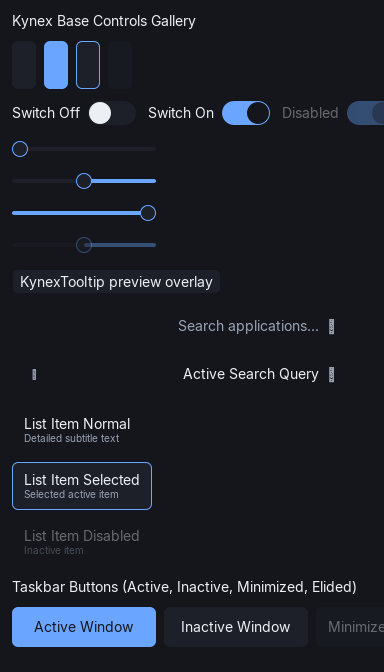 Kynex Base Controls Gallery
Switch Off Switch On Disabled
KynexTooltip preview overlay
Search applications...
Active Search Query
List Item Normal
Detailed subtitle text
List Item Selected
Selected active item
List Item Disabled
Inactive item
Taskbar Buttons (Active, Inactive, Minimized, Elided)
Active Window Inactive Window Minimize